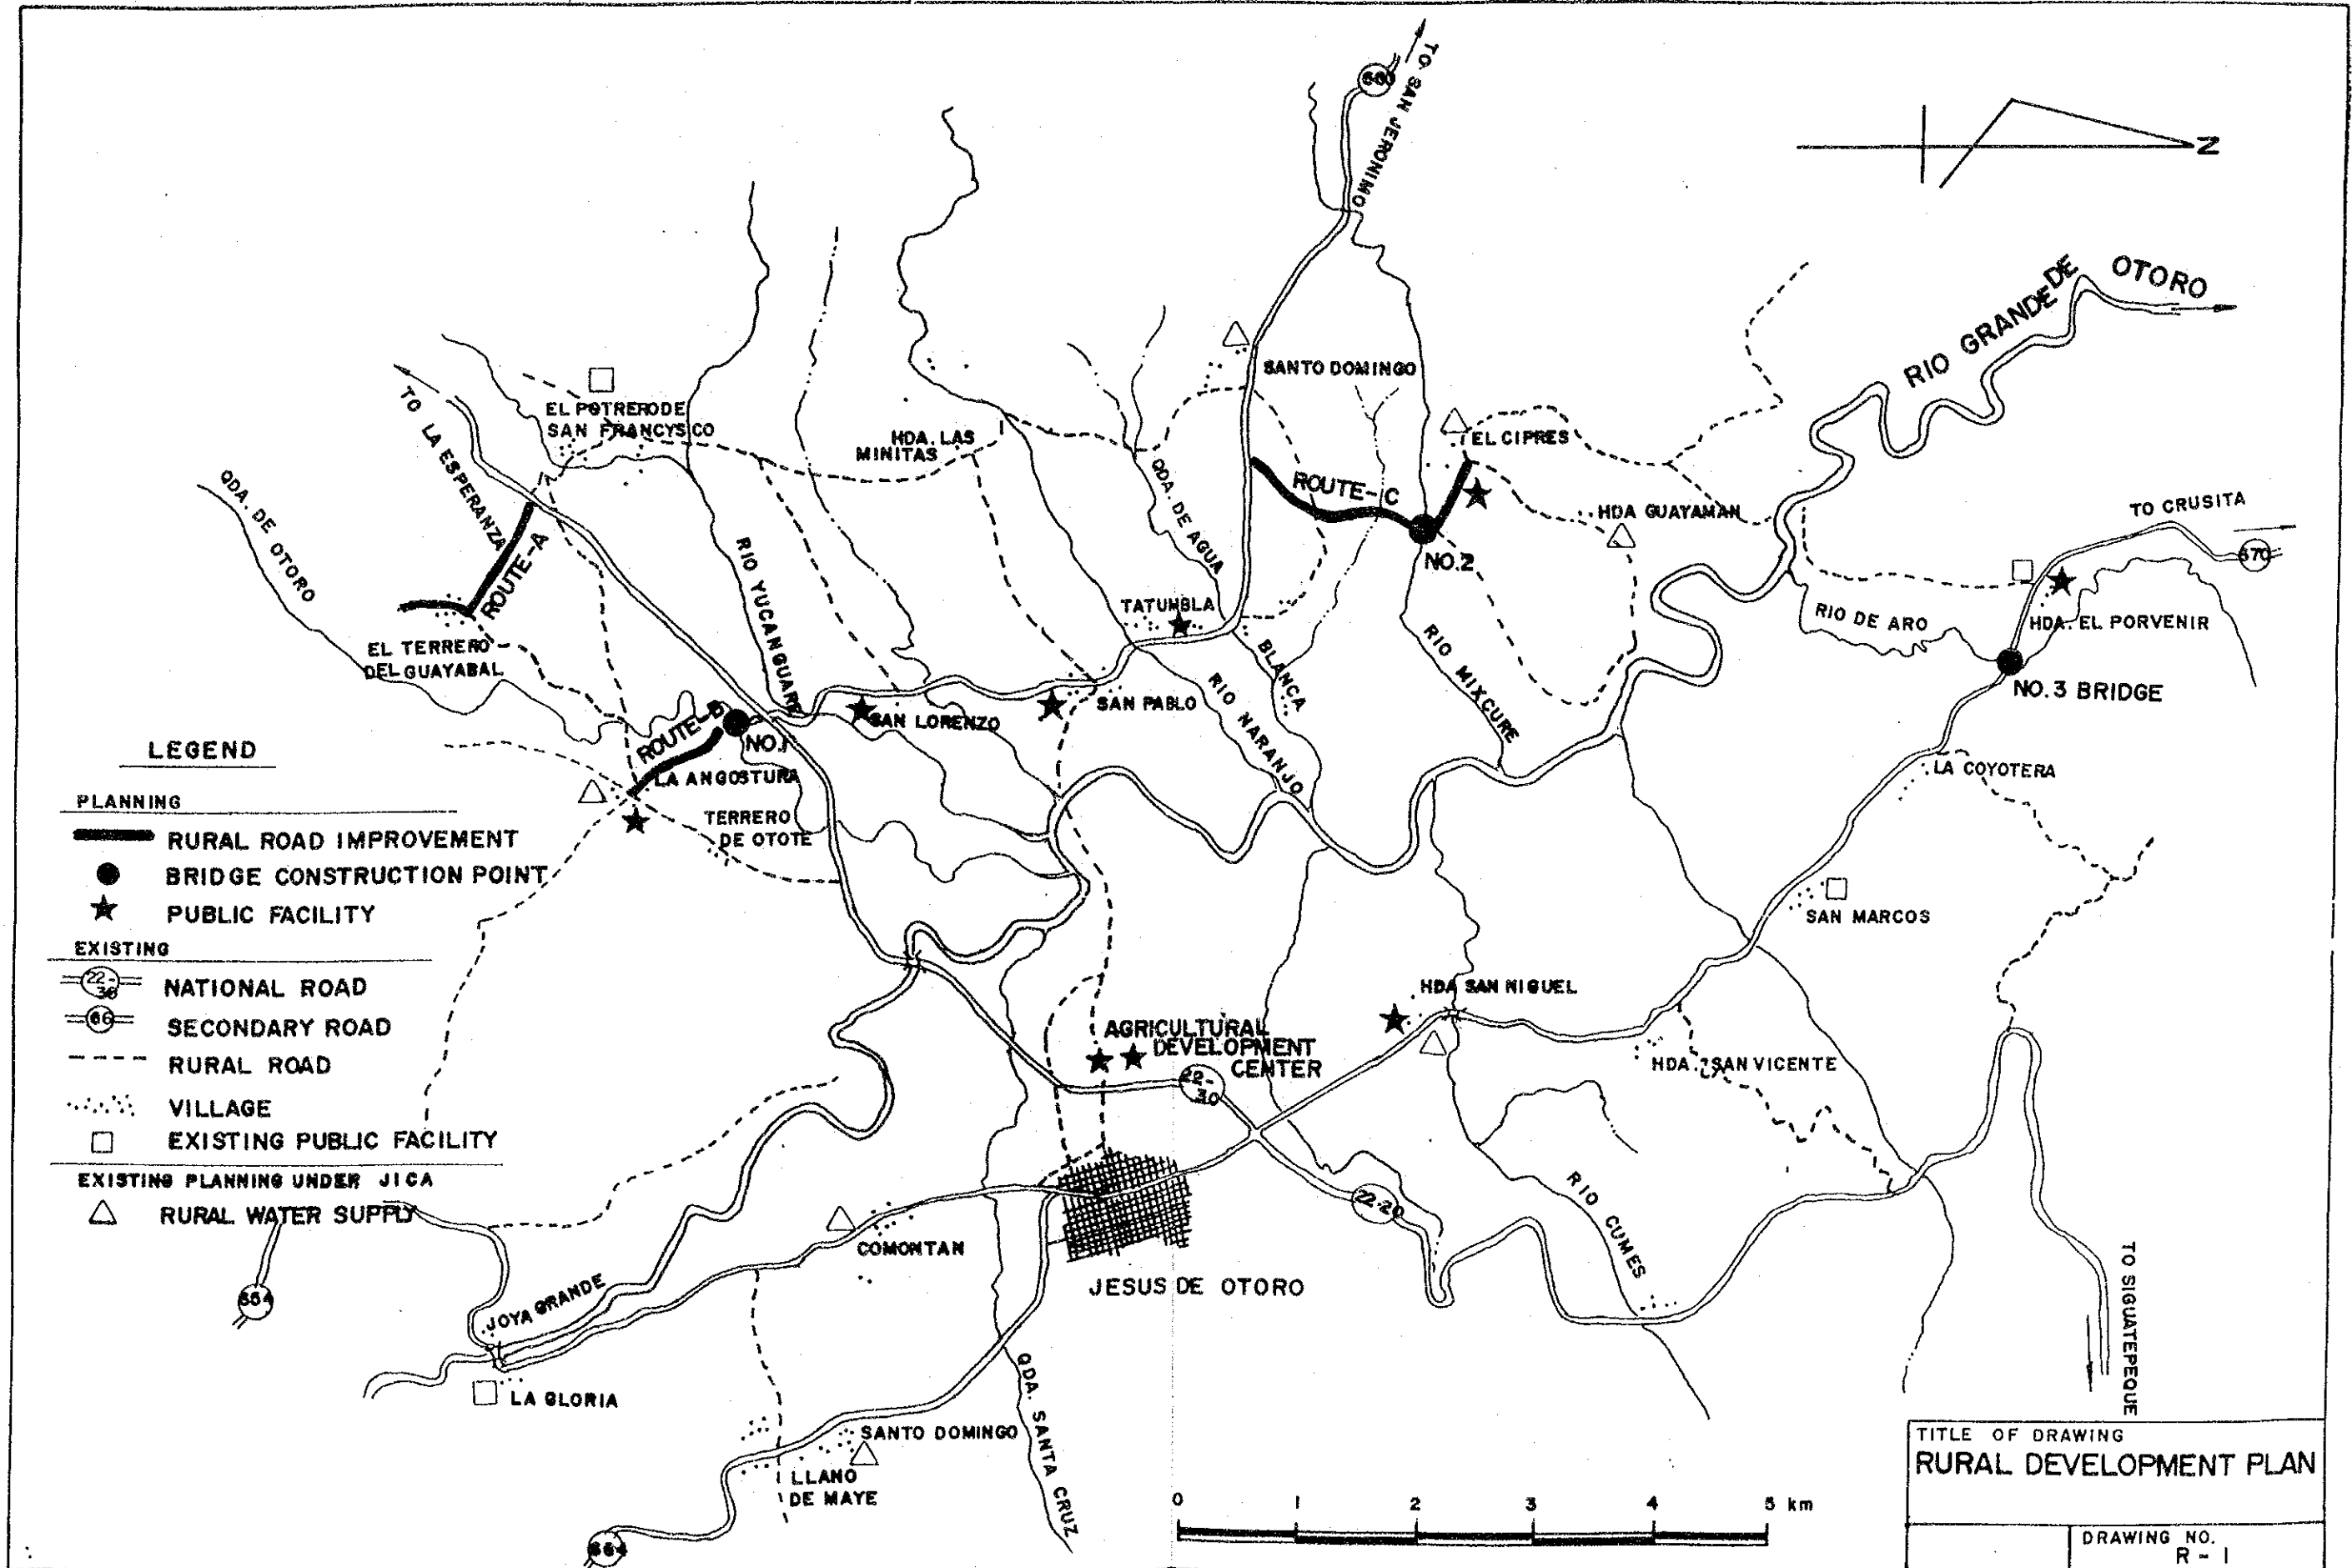 TO SAN JERONIMO
N
RIO GRANDE DE OTORO
TO LA ESPERANZA
QDA. DE OTORO
EL POTRERO DE
SAN FRANCYSCO
HDA. LAS
MINITAS
SANTO DOMINGO
EL CIPRES
ROUTE-C
QDA. DE AGUA
BLANCA
HDA GUAYAMAN
TO CRUSITA
670
ROUTE-A
RIO YUCANGUARE
NO.2
TATUMBLA
RIO DE ARO
HDA. EL PORVENIR
EL TERRERO
DEL GUAYABAL
RIO MIXCURE
RIO NARANJO
NO.3 BRIDGE
SAN PABLO
SAN LORENZO
ROUTE-B
NO.1
LA ANGOSTURA
LA COYOTERA
TERRERO
DE OTOTE
SAN MARCOS
LEGEND
PLANNING
RURAL ROAD IMPROVEMENT
BRIDGE CONSTRUCTION POINT
PUBLIC FACILITY
EXISTING
22-
30
NATIONAL ROAD
66
SECONDARY ROAD
RURAL ROAD
VILLAGE
EXISTING PUBLIC FACILITY
EXISTING PLANNING UNDER JICA
RURAL WATER SUPPLY
HDA SAN NIGUEL
AGRICULTURAL
DEVELOPMENT
CENTER
22-
30
HDA. SAN VICENTE
22-20
RIO CUMES
COMONTAN
JESUS DE OTORO
TO SIGUATEPEQUE
664
JOYA GRANDE
LA GLORIA
QDA. SANTA CRUZ
SANTO DOMINGO
LLANO
DE MAYE
664
0 1 2 3 4 5 km
TITLE OF DRAWING
RURAL DEVELOPMENT PLAN
DRAWING NO.
R - 1